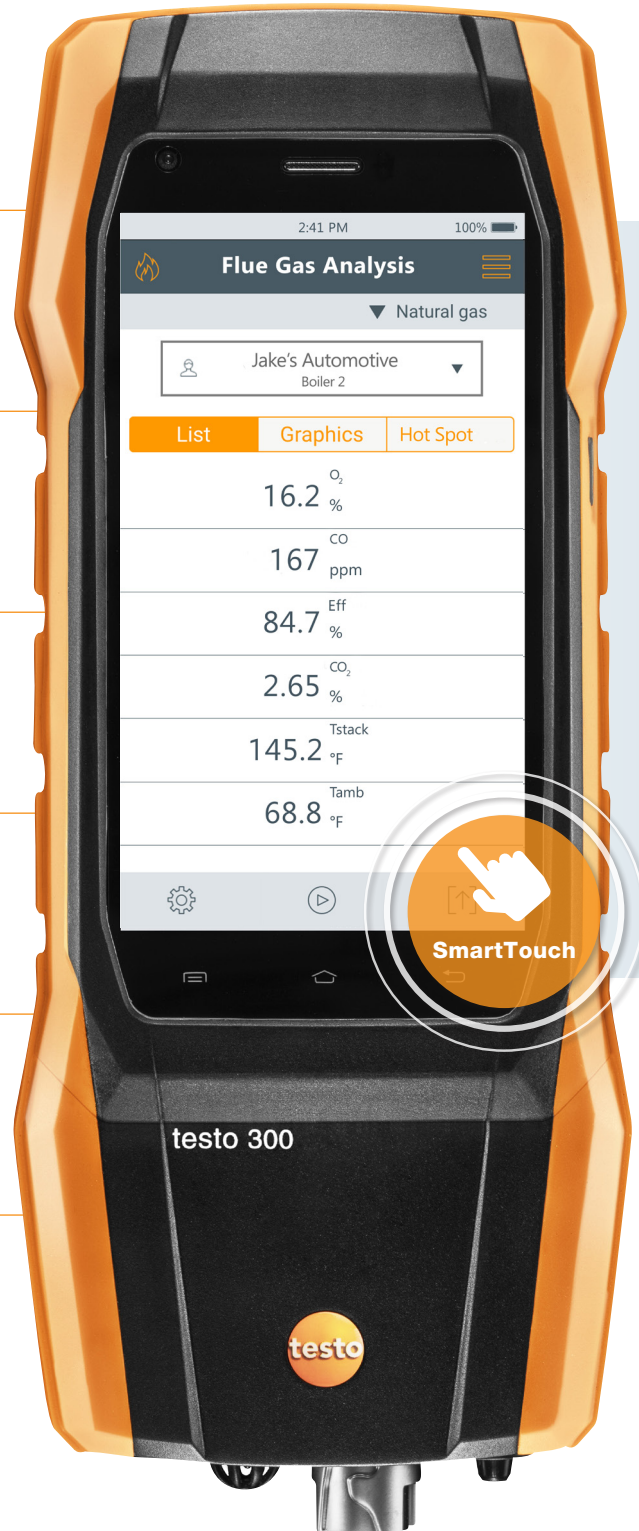 2:41 PM 100%
Flue Gas Analysis
▼ Natural gas
Jake's Automotive ▼
Boiler 2
List Graphics Hot Spot
16.2 O₂ %
167 CO ppm
84.7 Eff %
2.65 CO₂ %
145.2 Tstack °F
68.8 Tamb °F
SmartTouch
testo 300
testo